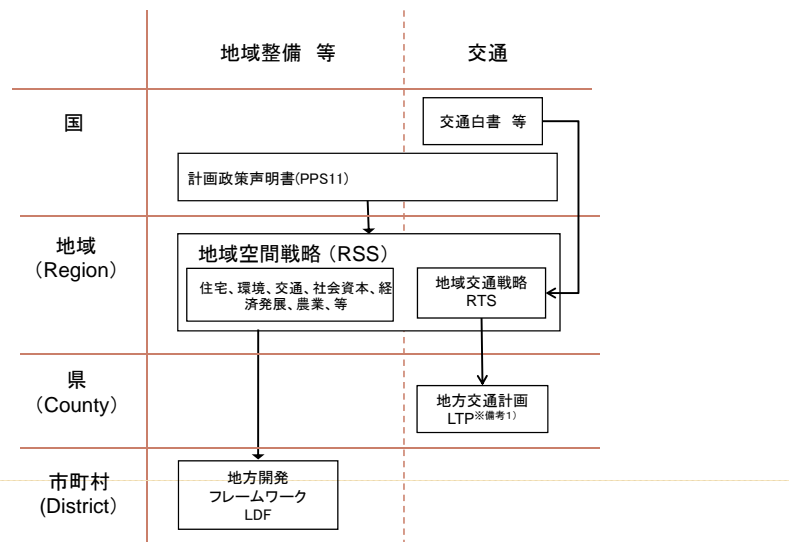 地域整備 等
交通
国
交通白書 等
計画政策声明書(PPS11)
地域
（Region）
地域空間戦略（RSS）
住宅、環境、交通、社会資本、経
済発展、農業、等
地域交通戦略
RTS
県
（County）
地方交通計画
LTP※備考1）
市町村
(District）
地方開発
フレームワーク
LDF